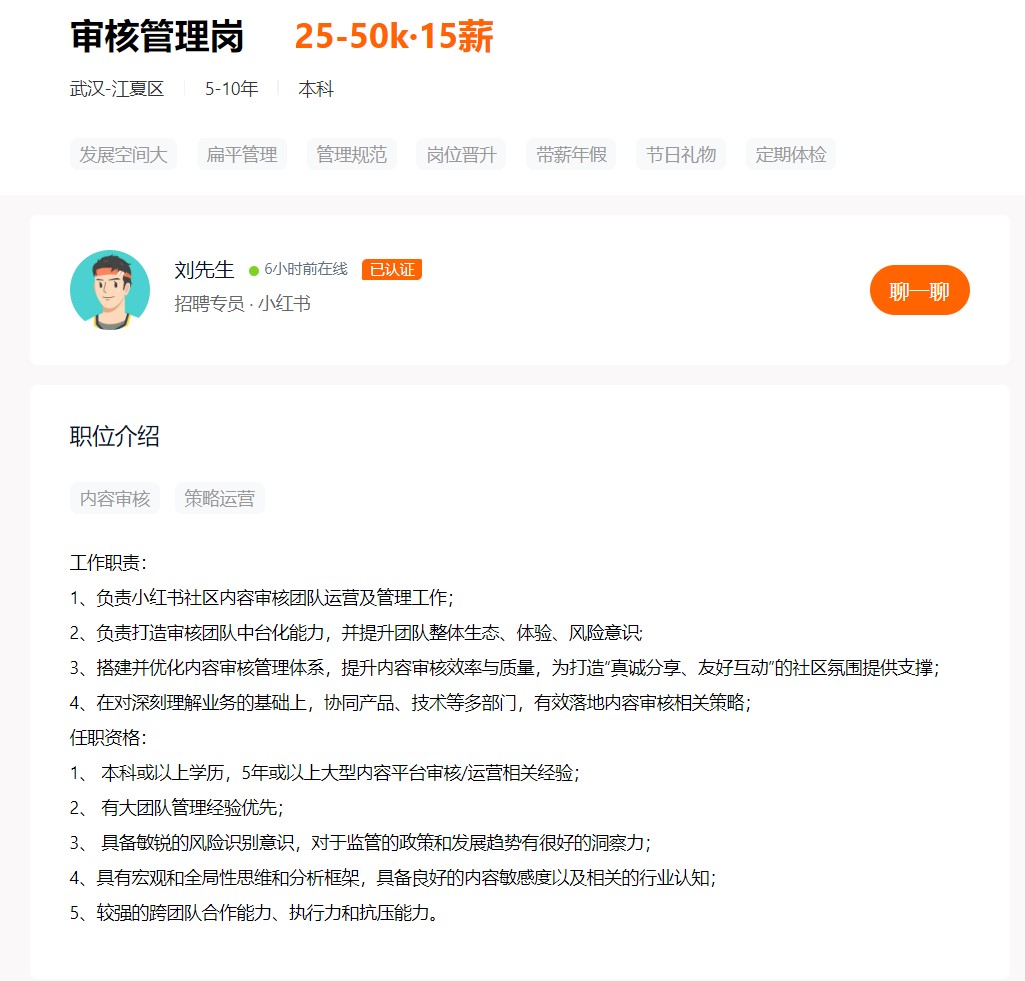 审核管理岗 25-50k·15薪
武汉-江夏区 5-10年 本科
发展空间大 扁平管理 管理规范 岗位晋升 带薪年假 节日礼物 定期体检
刘先生 6小时前在线 已认证
招聘专员 · 小红书
聊一聊
职位介绍
内容审核 策略运营
工作职责：
1、负责小红书社区内容审核团队运营及管理工作；
2、负责打造审核团队中台化能力，并提升团队整体生态、体验、风险意识;
3、搭建并优化内容审核管理体系，提升内容审核效率与质量，为打造"真诚分享、友好互动"的社区氛围提供支撑；
4、在对深刻理解业务的基础上，协同产品、技术等多部门，有效落地内容审核相关策略；
任职资格：
1、 本科或以上学历，5年或以上大型内容平台审核/运营相关经验；
2、 有大团队管理经验优先；
3、 具备敏锐的风险识别意识，对于监管的政策和发展趋势有很好的洞察力；
4、具有宏观和全局性思维和分析框架，具备良好的内容敏感度以及相关的行业认知；
5、较强的跨团队合作能力、执行力和抗压能力。